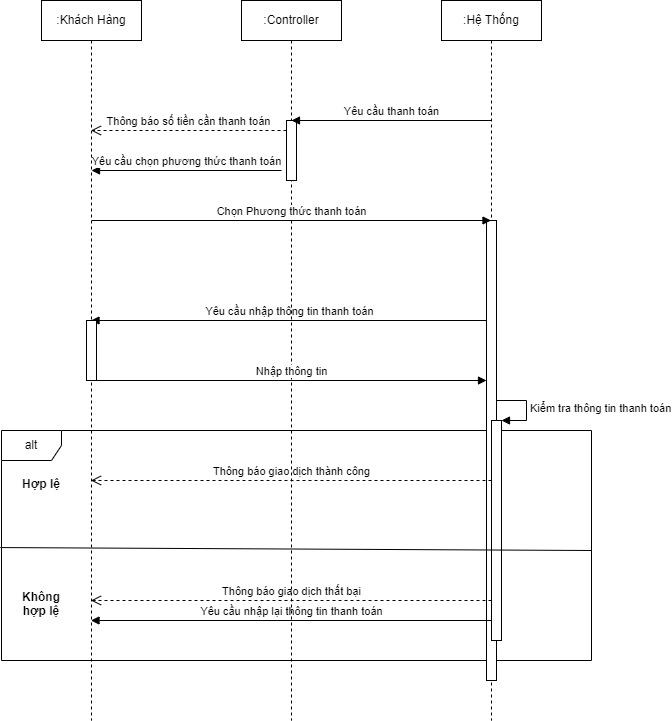 :Khách Hàng
:Controller
:Hệ Thống
Yêu cầu thanh toán
Thông báo số tiền cần thanh toán
Yêu cầu chọn phương thức thanh toán
Chọn Phương thức thanh toán
Yêu cầu nhập thông tin thanh toán
Nhập thông tin
Kiểm tra thông tin thanh toán
alt
Thông báo giao dịch thành công
Hợp lệ
Thông báo giao dịch thất bại
Không
hợp lệ
Yêu cầu nhập lại thông tin thanh toán